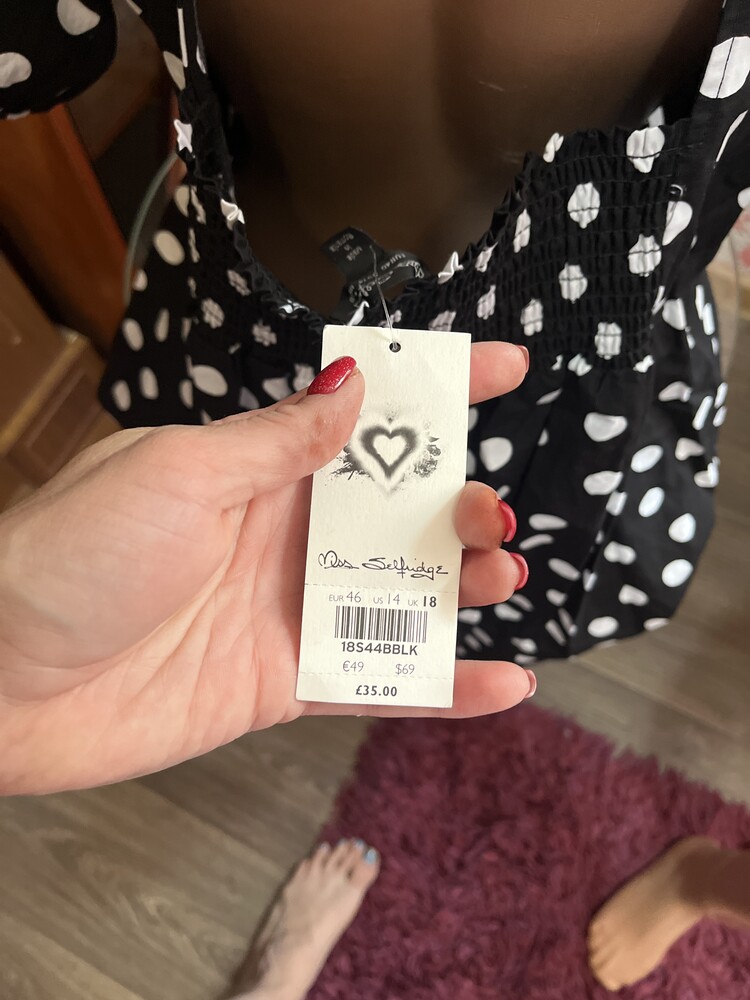 Miss Selfridge
EUR 46 US 14 UK 18
18S44BBLK
€49 $69
£35.00